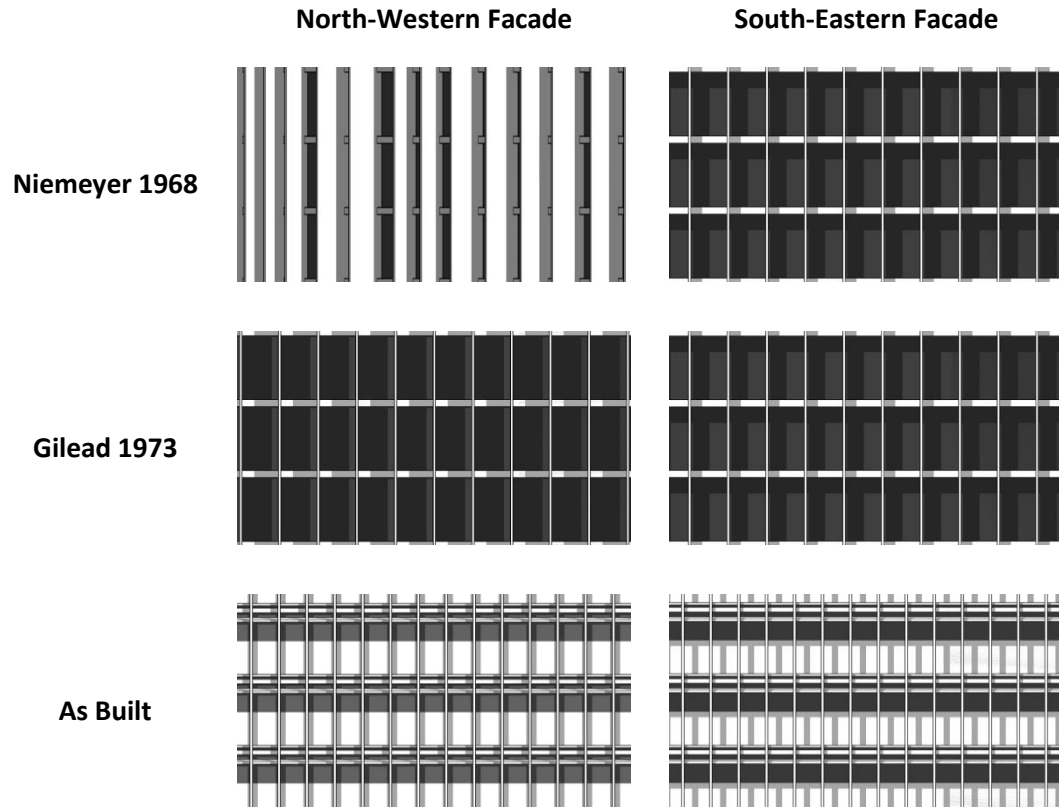 North-Western Facade
South-Eastern Facade
Niemeyer 1968
Gilead 1973
As Built